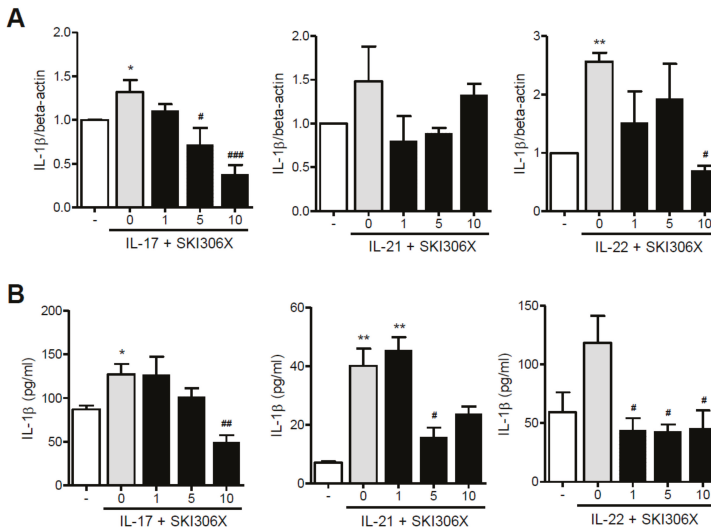 A
IL-1β/beta-actin
2.0
1.5
1.0
0.5
0.0
*
#
###
- 0 1 5 10
IL-17 + SKI306X
IL-1β/beta-actin
2.0
1.5
1.0
0.5
0.0
- 0 1 5 10
IL-21 + SKI306X
IL-1β/beta-actin
3
2
1
0
**
#
- 0 1 5 10
IL-22 + SKI306X
B
IL-1β (pg/ml)
200
150
100
50
0
*
##
- 0 1 5 10
IL-17 + SKI306X
IL-1β (pg/ml)
60
40
20
0
** **
#
- 0 1 5 10
IL-21 + SKI306X
IL-1β (pg/ml)
150
100
50
0
# # #
- 0 1 5 10
IL-22 + SKI306X